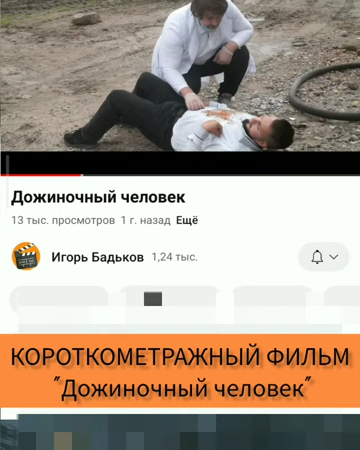 Дожиночный человек
13 тыс. просмотров 1 г. назад Ещё
Игорь Бадьков 1,24 тыс.
КОРОТКОМЕТРАЖНЫЙ ФИЛЬМ
"Дожиночный человек"